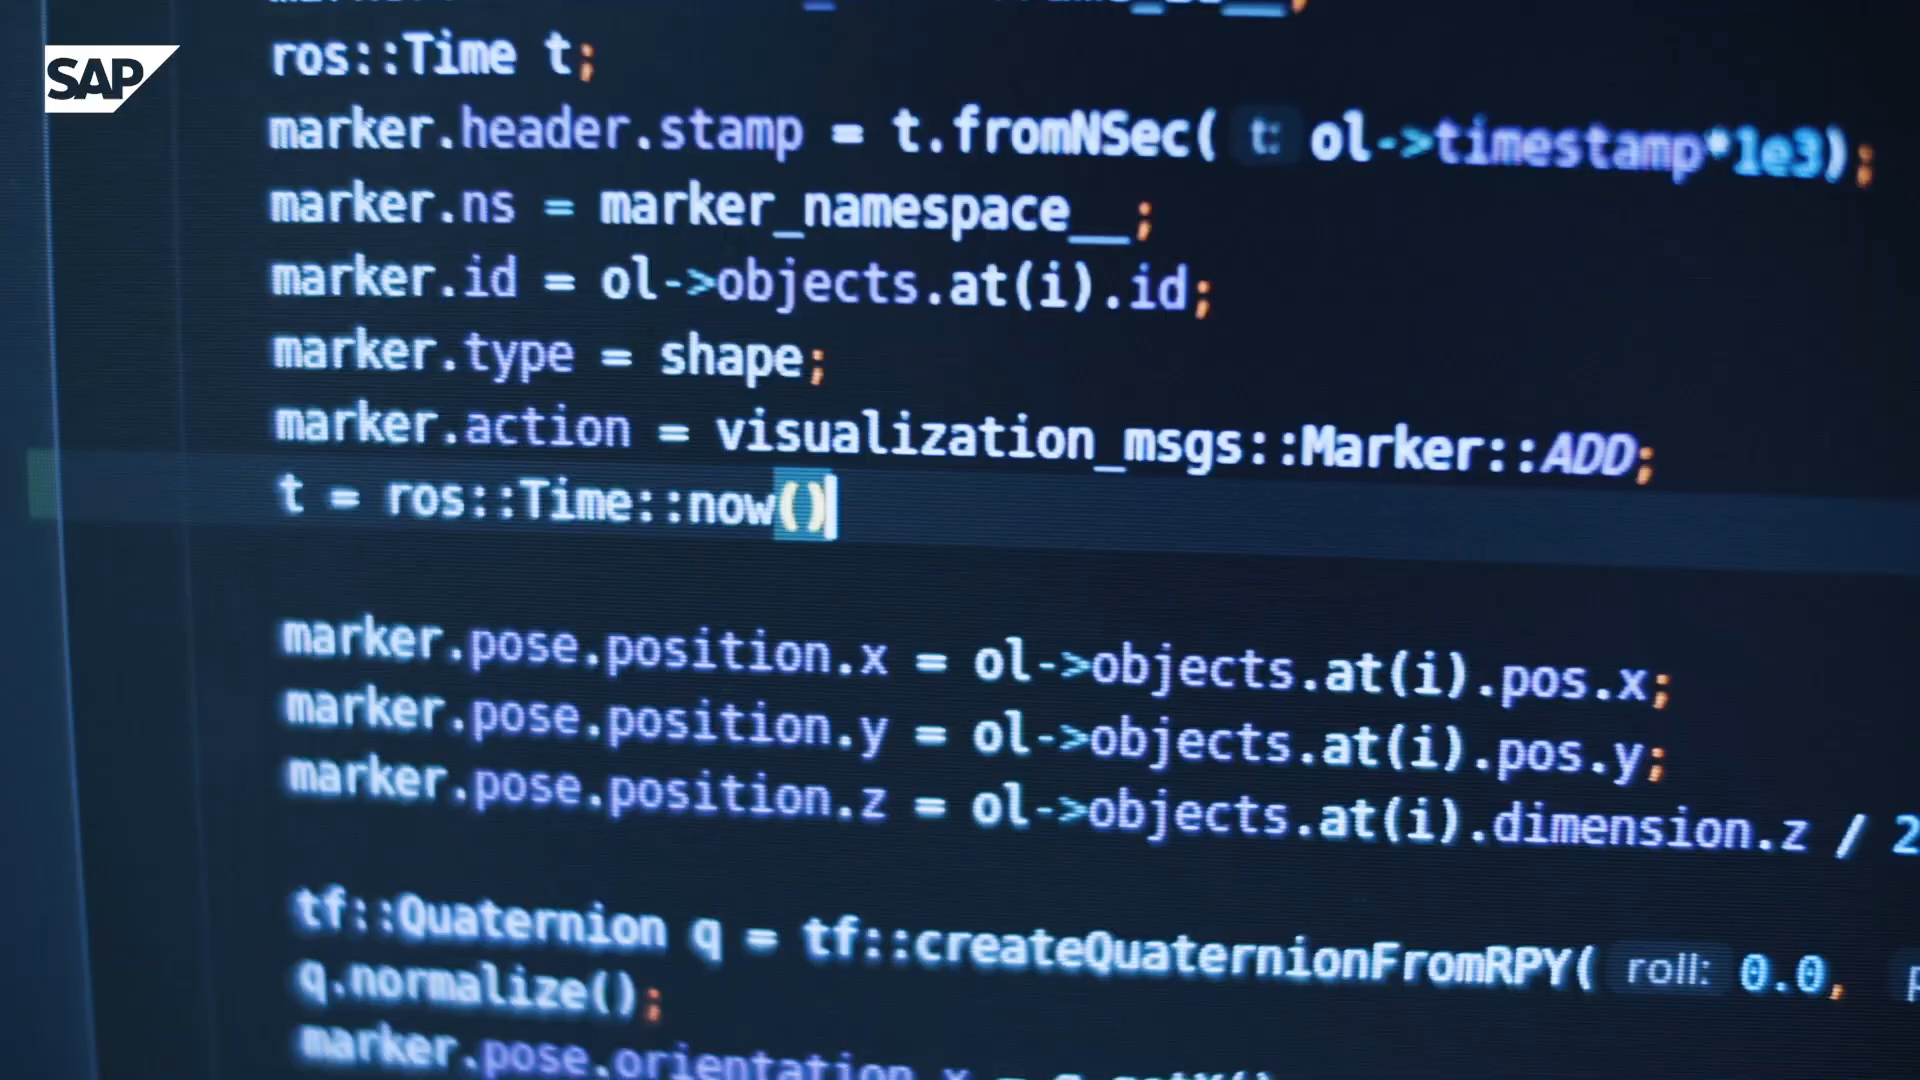 SAP
ros::Time t;
marker.header.stamp = t.fromNSec( t: ol->timestamp*1e3);
marker.ns = marker_namespace__;
marker.id = ol->objects.at(i).id;
marker.type = shape;
marker.action = visualization_msgs::Marker::ADD;
t = ros::Time::now()
marker.pose.position.x = ol->objects.at(i).pos.x;
marker.pose.position.y = ol->objects.at(i).pos.y;
marker.pose.position.z = ol->objects.at(i).dimension.z / 2
tf::Quaternion q = tf::createQuaternionFromRPY( roll: 0.0,
q.normalize();
marker.pose.orientation.x =